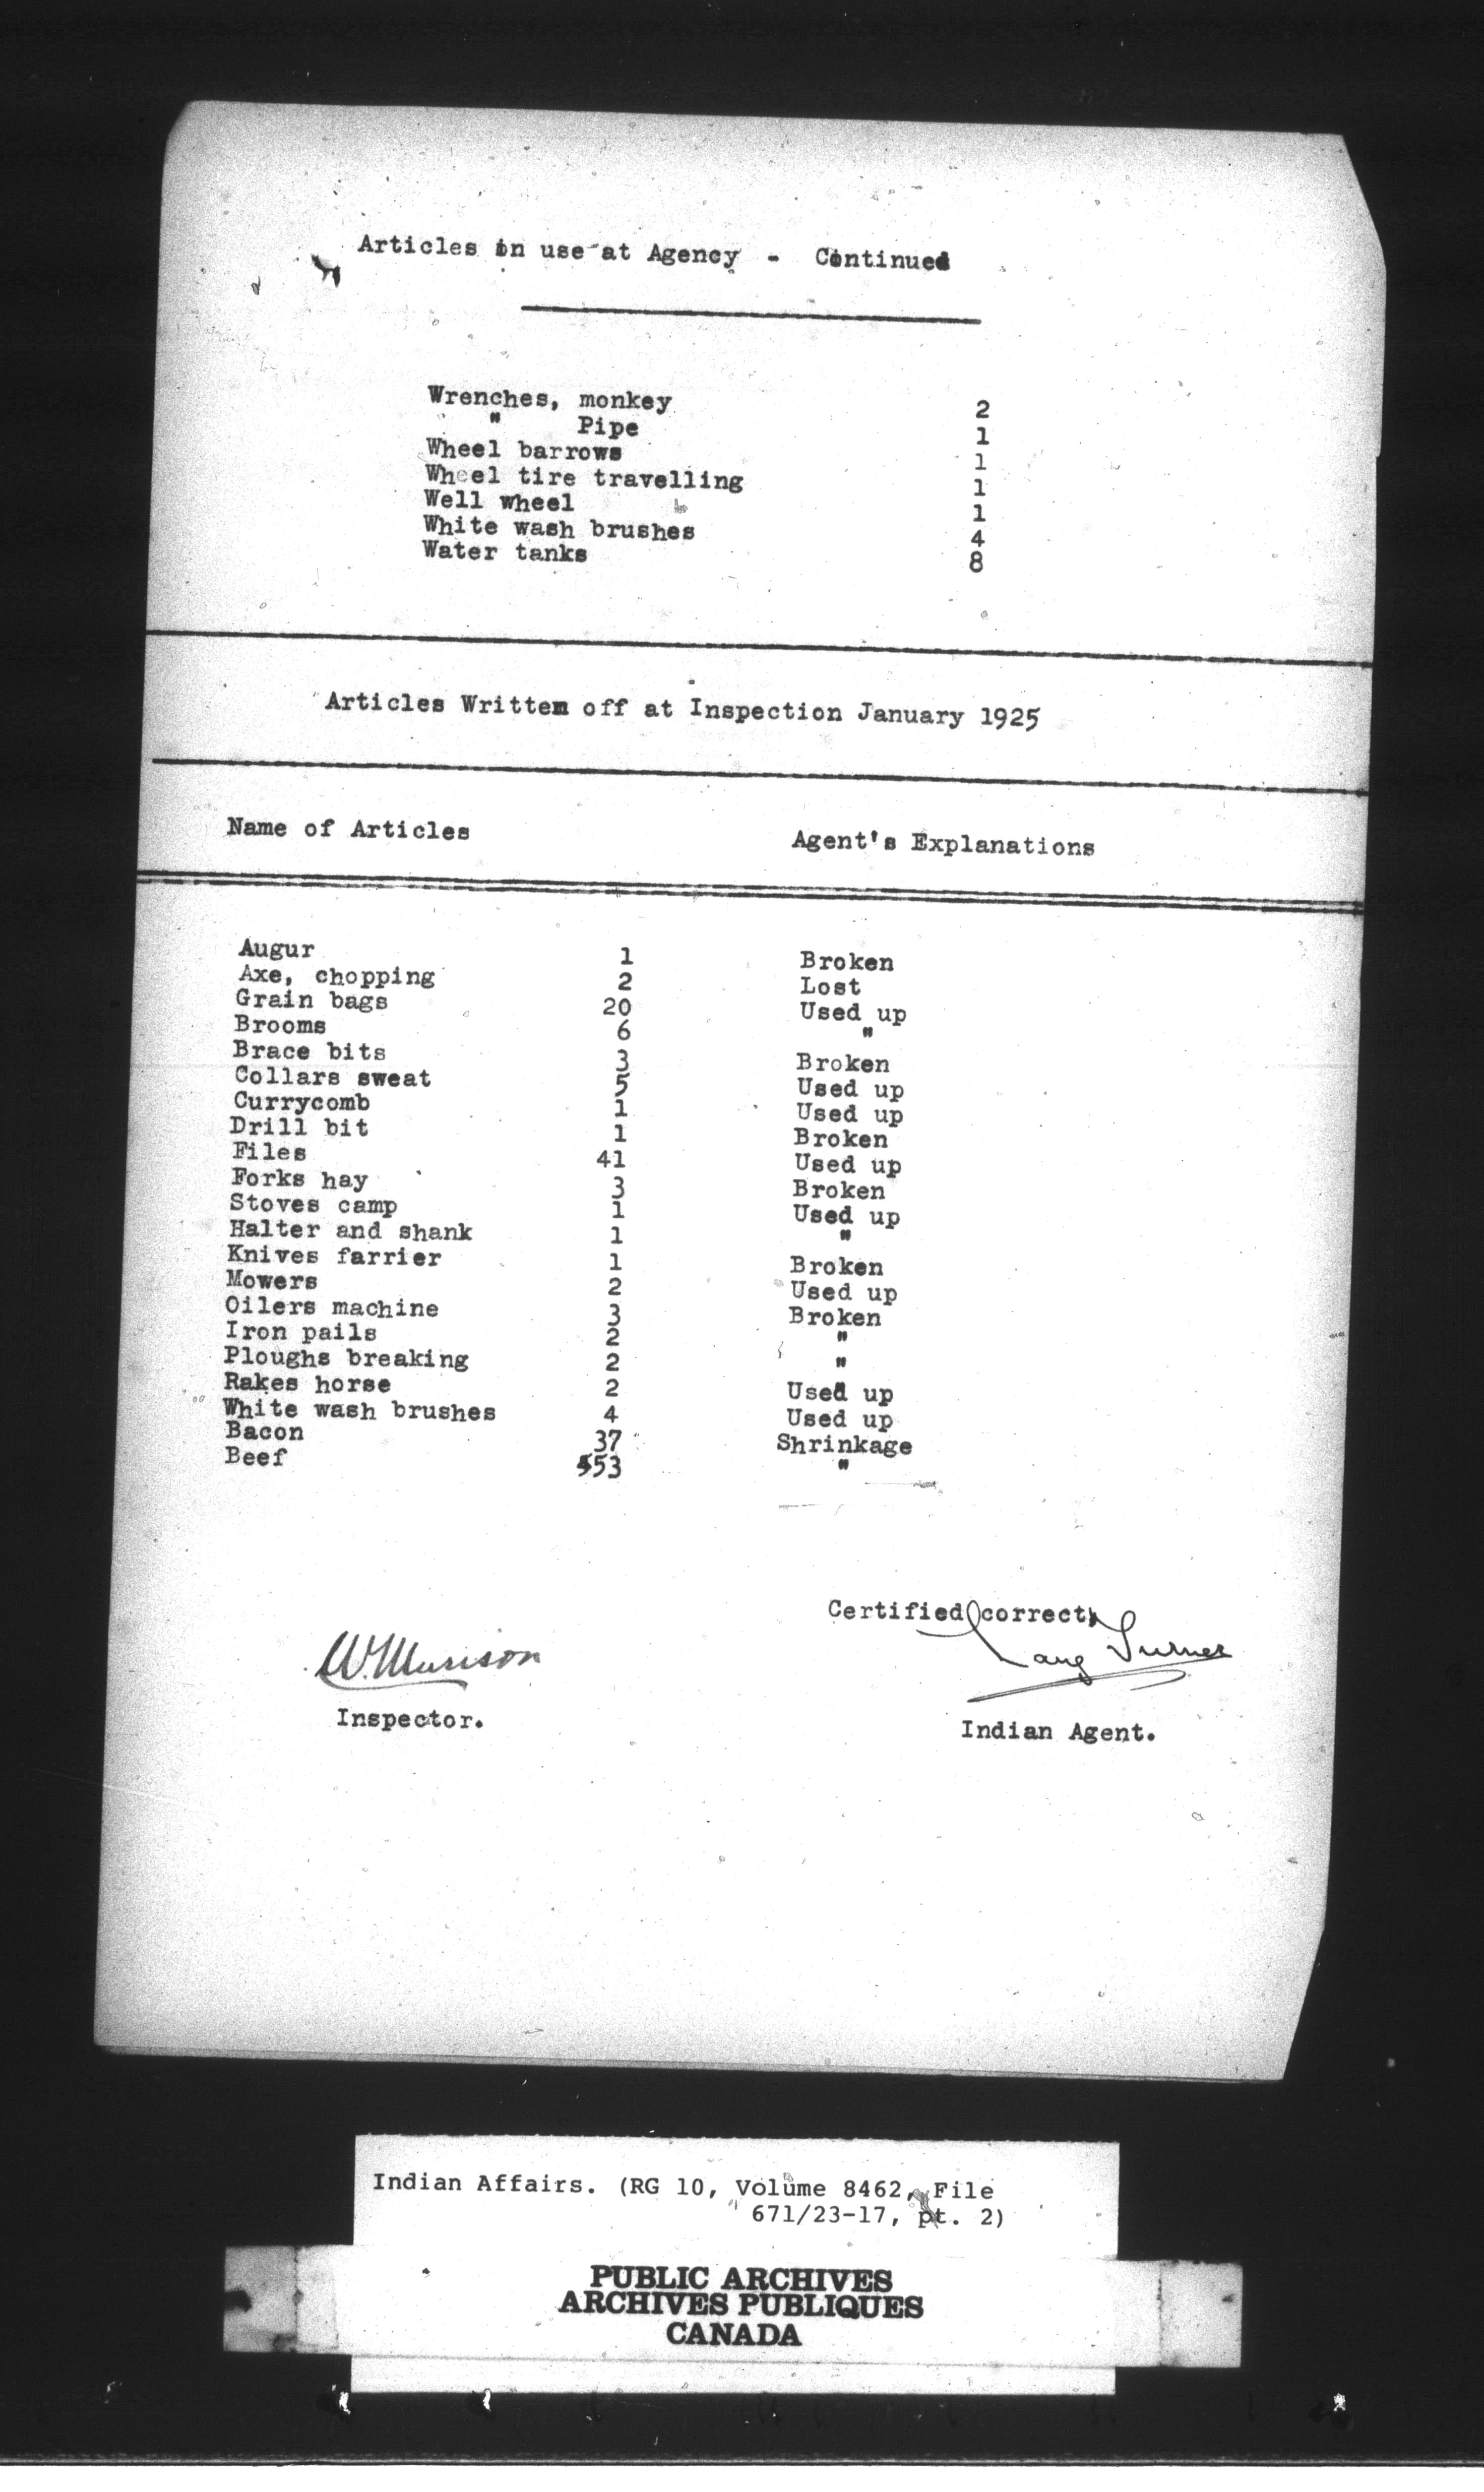 Articles in use at Agency - Continued
Wrenches, monkey 2
" Pipe 1
Wheel barrows 1
Wheel tire travelling 1
Well wheel 1
White wash brushes 4
Water tanks 8
Articles Written off at Inspection January 1925
Name of Articles Agent's Explanations
Augur 1 Broken
Axe, chopping 2 Lost
Grain bags 20 Used up
Brooms 6 "
Brace bits 3 Broken
Collars sweat 5 Used up
Currycomb 1 Used up
Drill bit 1 Broken
Files 41 Used up
Forks hay 3 Broken
Stoves camp 1 Used up
Halter and shank 1 "
Knives farrier 1 Broken
Mowers 2 Used up
Oilers machine 3 Broken
Iron pails 2 "
Ploughs breaking 2 "
Rakes horse 2 Used up
White wash brushes 4 Used up
Bacon 37 Shrinkage
Beef 553 "
Certified correct,
W. Murison Turner
Inspector. Indian Agent.
Indian Affairs. (RG 10, Volume 8462, File
671/23-17, pt. 2)
PUBLIC ARCHIVES
ARCHIVES PUBLIQUES
CANADA